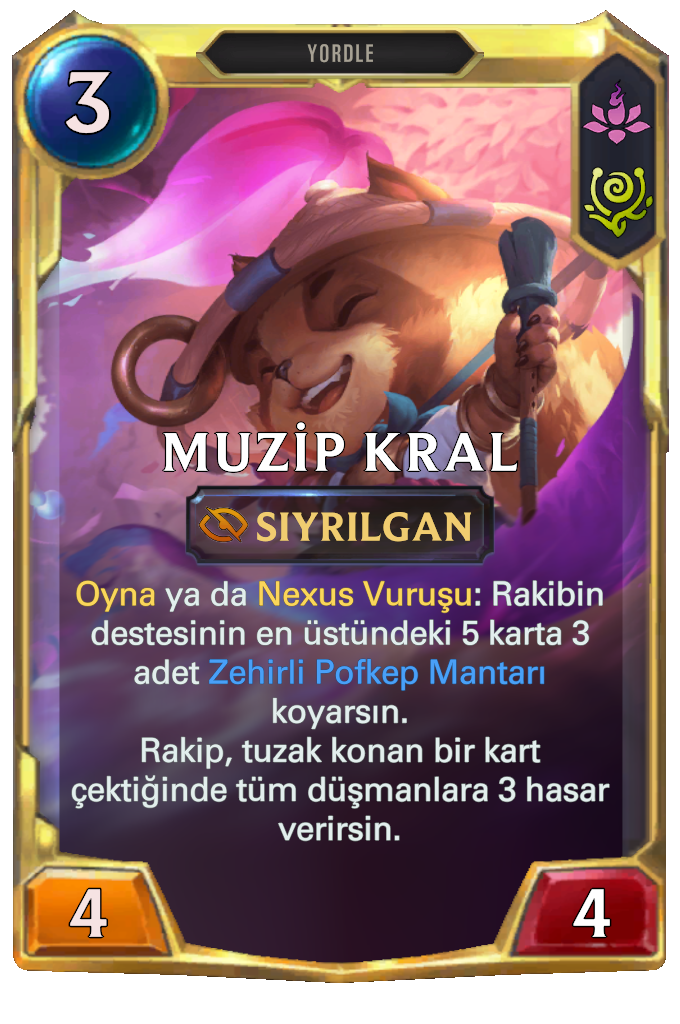 YORDLE
3
MUZİP KRAL
SIYRILGAN
Oyna ya da Nexus Vuruşu: Rakibin
destesinin en üstündeki 5 karta 3
adet Zehirli Pofkep Mantarı
koyarsın.
Rakip, tuzak konan bir kart
çektiğinde tüm düşmanlara 3 hasar
verirsin.
4
4